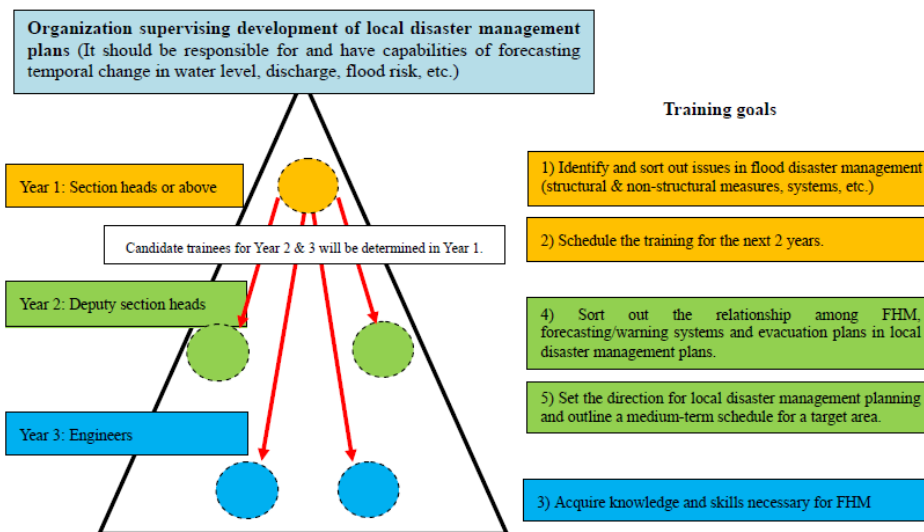 Organization supervising development of local disaster management
plans (It should be responsible for and have capabilities of forecasting
temporal change in water level, discharge, flood risk, etc.)
Training goals
Year 1: Section heads or above
1) Identify and sort out issues in flood disaster management
(structural & non-structural measures, systems, etc.)
Candidate trainees for Year 2 & 3 will be determined in Year 1.
2) Schedule the training for the next 2 years.
Year 2: Deputy section heads
4) Sort out the relationship among FHM,
forecasting/warning systems and evacuation plans in local
disaster management plans.
5) Set the direction for local disaster management planning
and outline a medium-term schedule for a target area.
Year 3: Engineers
3) Acquire knowledge and skills necessary for FHM